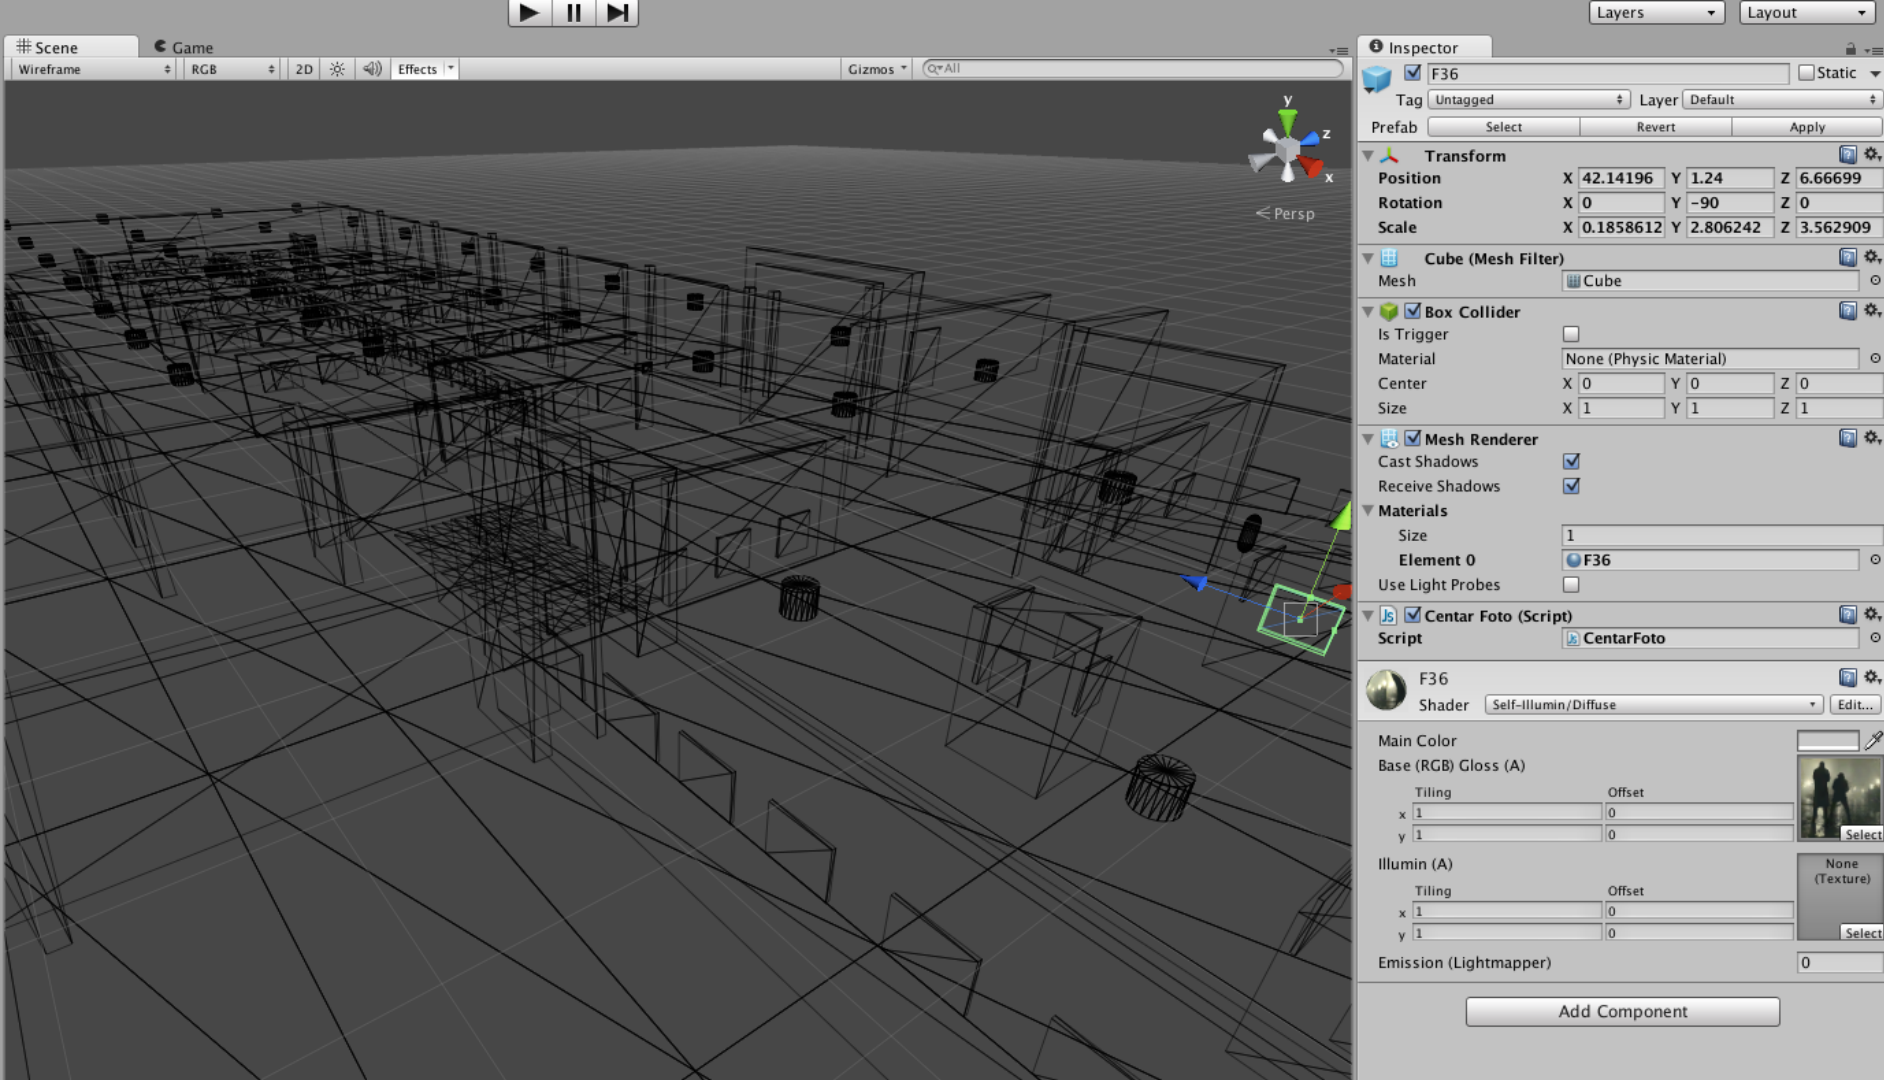 Layers
Layout
Scene
Game
Inspector
Wireframe
RGB
2D
Effects
Gizmos
All
F36
Static
Tag Untagged Layer Default
Prefab Select Revert Apply
Transform
Position X 42.14196 Y 1.24 Z 6.66699
Rotation X 0 Y -90 Z 0
Scale X 0.1858612 Y 2.806242 Z 3.562909
Cube (Mesh Filter)
Mesh Cube
Box Collider
Is Trigger
Material None (Physic Material)
Center X 0 Y 0 Z 0
Size X 1 Y 1 Z 1
Mesh Renderer
Cast Shadows
Receive Shadows
Materials
Size 1
Element 0 F36
Use Light Probes
Js Centar Foto (Script)
Script CentarFoto
F36
Shader Self-Illumin/Diffuse Edit...
Main Color
Base (RGB) Gloss (A)
Tiling Offset
x 1 0
y 1 0
Select
Illumin (A)
None
(Texture)
Tiling Offset
x 1 0
y 1 0
Select
Emission (Lightmapper) 0
Add Component
y
z
x
Persp